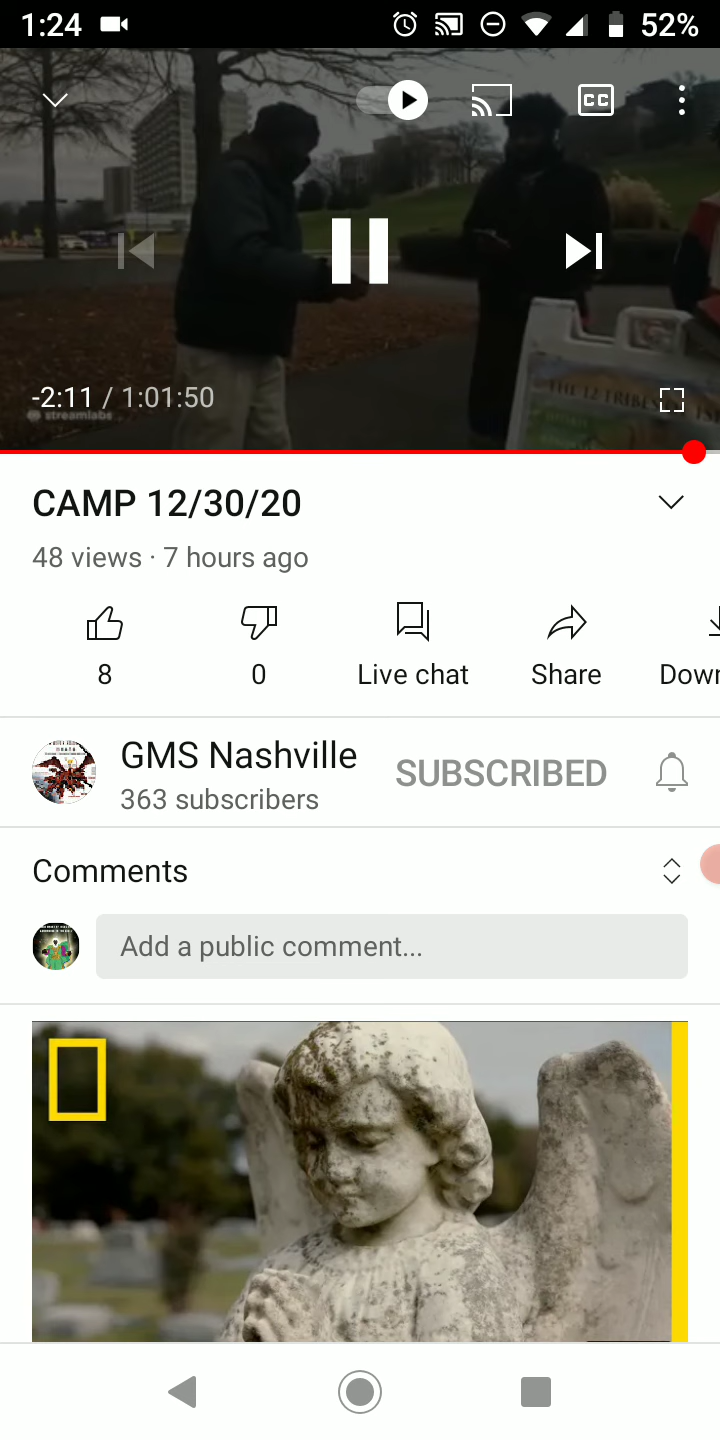 1:24
52%
CC
THE 12 TRIBES
-2:11 / 1:01:50
streamlabs
CAMP 12/30/20
48 views · 7 hours ago
8
0
Live chat
Share
Down
GMS Nashville
363 subscribers
SUBSCRIBED
Comments
Add a public comment...